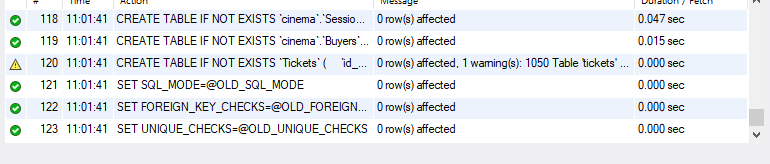 # Time Action Message Duration / Fetch
118 11:01:41 CREATE TABLE IF NOT EXISTS `cinema`.`Sessio... 0 row(s) affected 0.047 sec
119 11:01:41 CREATE TABLE IF NOT EXISTS `cinema`.`Buyers`... 0 row(s) affected 0.015 sec
120 11:01:41 CREATE TABLE IF NOT EXISTS `Tickets` ( `id_... 0 row(s) affected, 1 warning(s): 1050 Table 'tickets' ... 0.000 sec
121 11:01:41 SET SQL_MODE=@OLD_SQL_MODE 0 row(s) affected 0.000 sec
122 11:01:41 SET FOREIGN_KEY_CHECKS=@OLD_FOREIGN... 0 row(s) affected 0.000 sec
123 11:01:41 SET UNIQUE_CHECKS=@OLD_UNIQUE_CHECKS 0 row(s) affected 0.000 sec